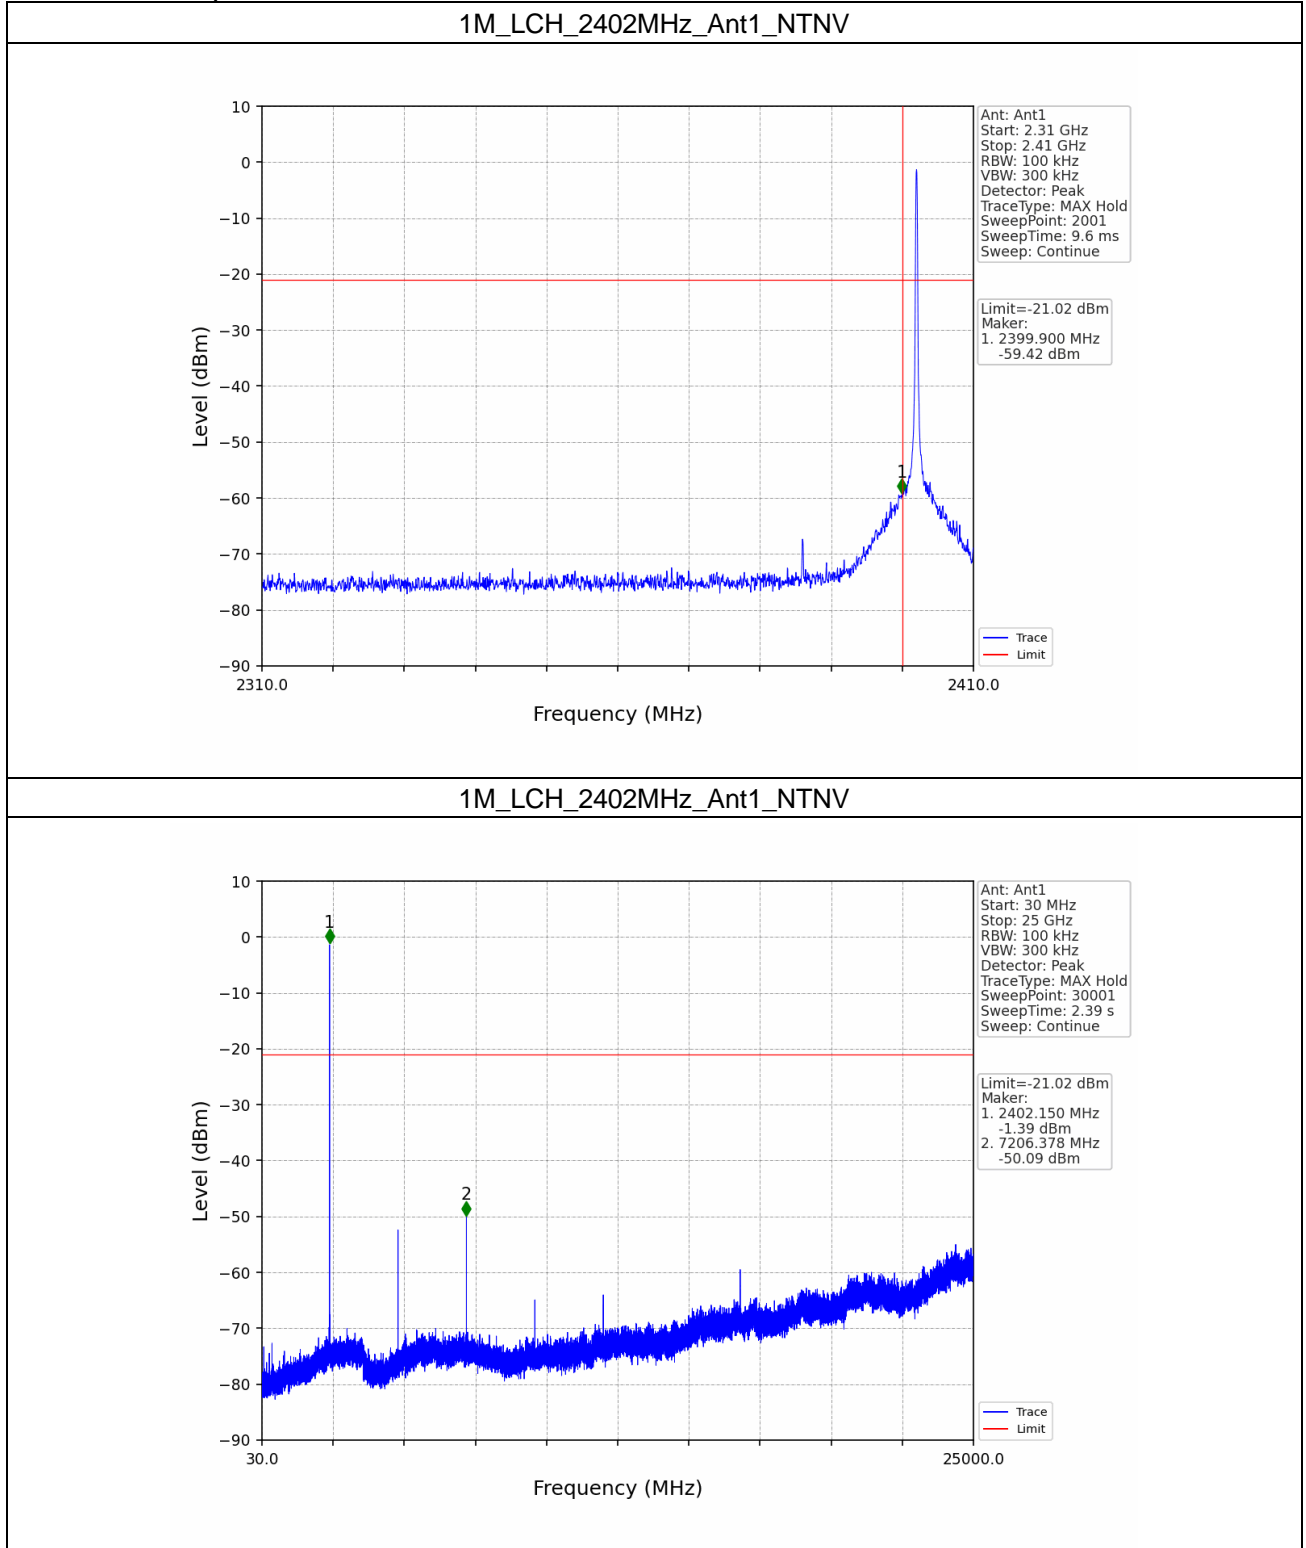 1M_LCH_2402MHz_Ant1_NTNV
10
0
−10
−20
−30
−40
−50
−60
−70
−80
−90
Level (dBm)
1
2310.0
2410.0
Frequency (MHz)
Ant: Ant1
Start: 2.31 GHz
Stop: 2.41 GHz
RBW: 100 kHz
VBW: 300 kHz
Detector: Peak
TraceType: MAX Hold
SweepPoint: 2001
SweepTime: 9.6 ms
Sweep: Continue
Limit=-21.02 dBm
Maker:
1. 2399.900 MHz
-59.42 dBm
Trace
Limit
1M_LCH_2402MHz_Ant1_NTNV
10
0
−10
−20
−30
−40
−50
−60
−70
−80
−90
Level (dBm)
1
2
30.0
25000.0
Frequency (MHz)
Ant: Ant1
Start: 30 MHz
Stop: 25 GHz
RBW: 100 kHz
VBW: 300 kHz
Detector: Peak
TraceType: MAX Hold
SweepPoint: 30001
SweepTime: 2.39 s
Sweep: Continue
Limit=-21.02 dBm
Maker:
1. 2402.150 MHz
-1.39 dBm
2. 7206.378 MHz
-50.09 dBm
Trace
Limit